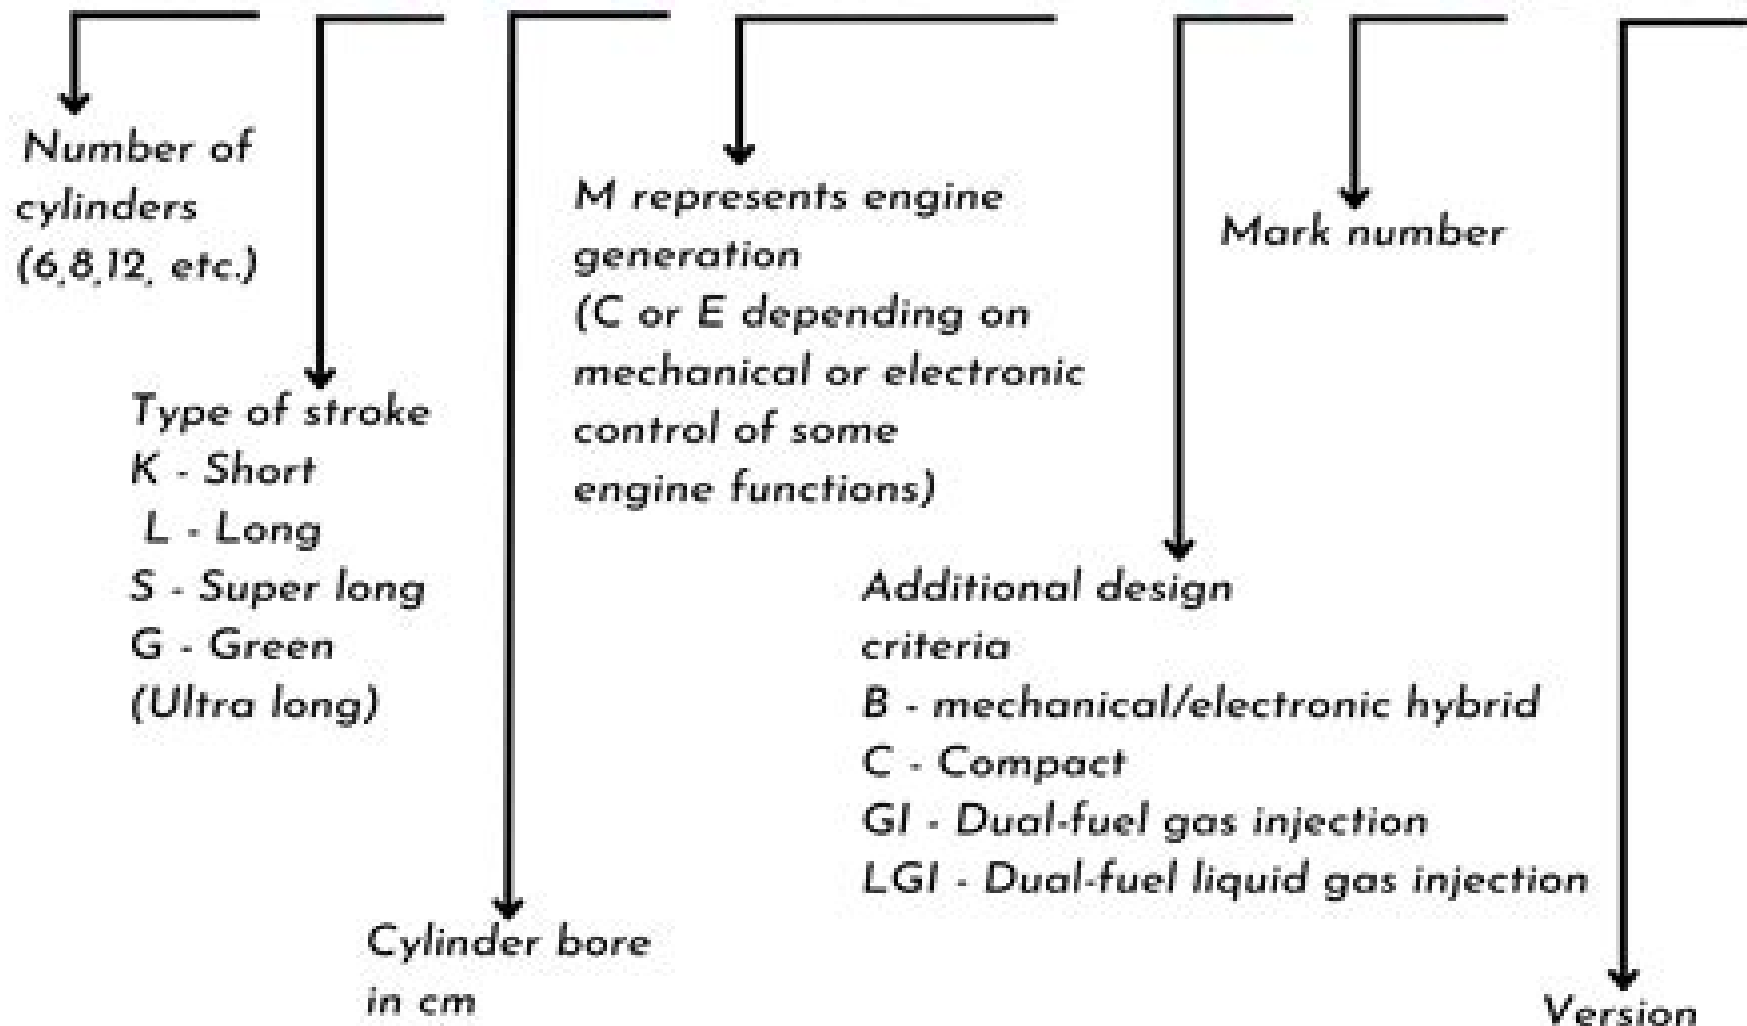 Number of
cylinders
(6,8,12, etc.)
Type of stroke
K - Short
L - Long
S - Super long
G - Green
(Ultra long)
Cylinder bore
in cm
M represents engine
generation
(C or E depending on
mechanical or electronic
control of some
engine functions)
Additional design
criteria
B - mechanical/electronic hybrid
C - Compact
GI - Dual-fuel gas injection
LGI - Dual-fuel liquid gas injection
Mark number
Version